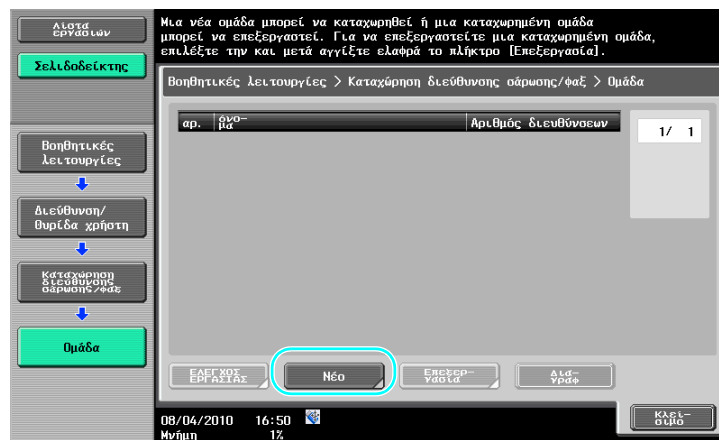 Λίστα
εργασιών
Σελιδοδείκτης
Μια νέα ομάδα μπορεί να καταχωρηθεί ή μια καταχωρημένη ομάδα
μπορεί να επεξεργαστεί. Για να επεξεργαστείτε μια καταχωρημένη ομάδα,
επιλέξτε την και μετά αγγίξτε ελαφρά το πλήκτρο [Επεξεργασία].
Βοηθητικές λειτουργίες > Καταχώρηση διεύθυνσης σάρωσης/φαξ > Ομάδα
αρ.
όνο-
μα
Αριθμός διευθύνσεων
1/ 1
Βοηθητικές
λειτουργίες
Διεύθυνση/
Θυρίδα χρήστη
Καταχώρηση
διεύθυνσης
σάρωσης/φαξ
Ομάδα
ΕΛΕΓΧΟΣ
ΕΡΓΑΣΙΑΣ
Νέο
Επεξερ-
γασία
Δια-
γραφ
08/04/2010 16:50
Μνήμη 1%
Κλεί-
σιμο